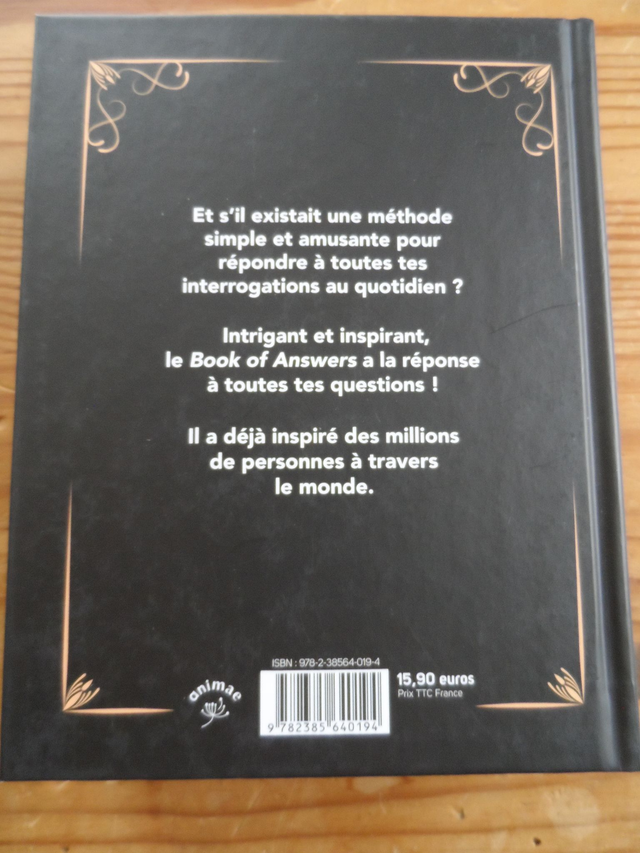 Et s'il existait une méthode
simple et amusante pour
répondre à toutes tes
interrogations au quotidien ?
Intrigant et inspirant,
le Book of Answers a la réponse
à toutes tes questions !
Il a déjà inspiré des millions
de personnes à travers
le monde.
animae
ISBN : 978-2-38564-019-4
9 782385 640194
15,90 euros
Prix TTC France